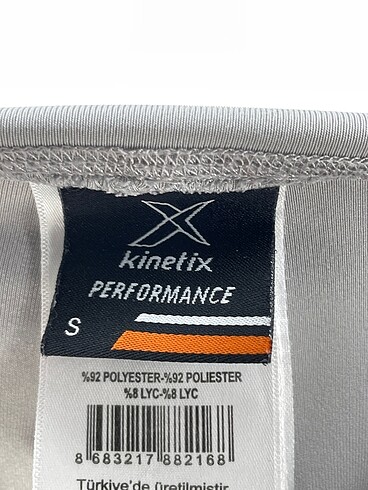 kinetix
PERFORMANCE
S
%92 POLYESTER-%92 POLIESTER
%8 LYC-%8 LYC
8 683217 882168
Türkiye'de üretilmiştir